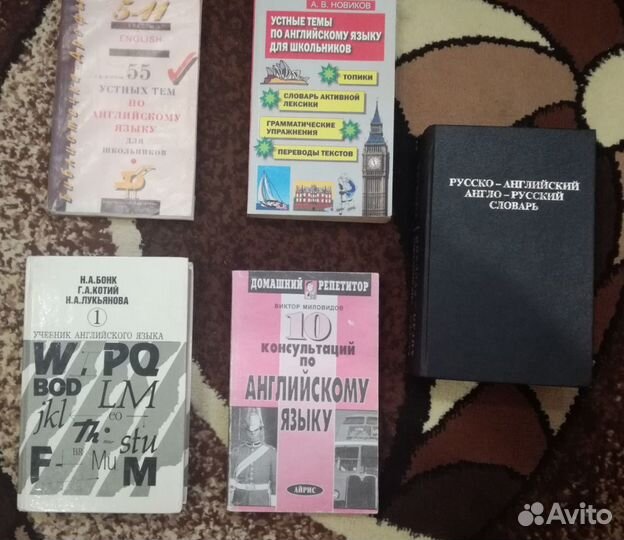 5-11
ENGLISH
55
УСТНЫХ ТЕМ
ПО
АНГЛИЙСКОМУ
ЯЗЫКУ
ДЛЯ
ШКОЛЬНИКОВ
А. В. НОВИКОВ
УСТНЫЕ ТЕМЫ
ПО АНГЛИЙСКОМУ ЯЗЫКУ
ДЛЯ ШКОЛЬНИКОВ
ТОПИКИ
СЛОВАРЬ АКТИВНОЙ
ЛЕКСИКИ
ГРАММАТИЧЕСКИЕ
УПРАЖНЕНИЯ
ПЕРЕВОДЫ ТЕКСТОВ
РУССКО – АНГЛИЙСКИЙ
АНГЛО – РУССКИЙ
СЛОВАРЬ
Н.А.БОНК
Г.А.КОТИЙ
Н.А.ЛУКЬЯНОВА
1
УЧЕБНИК АНГЛИЙСКОГО ЯЗЫКА
W PQ
BOD LM
jkl eo
Th stu
F Mu M
ДОМАШНИЙ РЕПЕТИТОР
ВИКТОР МИЛОВИДОВ
10
КОНСУЛЬТАЦИЙ
ПО
АНГЛИЙСКОМУ
ЯЗЫКУ
АЙРИС
Avito